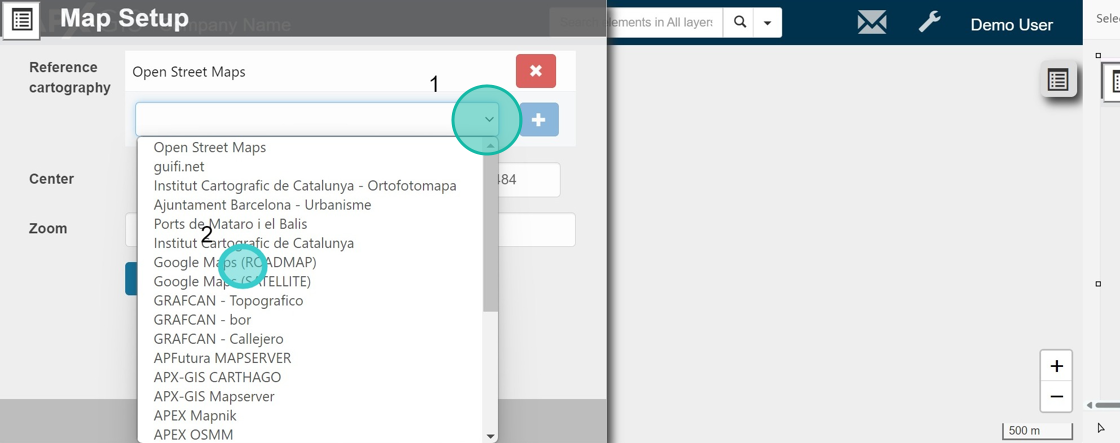 Map Setup
Company Name
Search elements in All layers
Demo User
Sele
Reference
cartography
Open Street Maps
1
Open Street Maps
guifi.net
Institut Cartografic de Catalunya - Ortofotomapa
Center
484
Ajuntament Barcelona - Urbanisme
Ports de Mataro i el Balis
Zoom
2
Institut Cartografic de Catalunya
Google Maps (ROADMAP)
Google Maps (SATELLITE)
GRAFCAN - Topografico
GRAFCAN - bor
GRAFCAN - Callejero
APFutura MAPSERVER
APX-GIS CARTHAGO
APX-GIS Mapserver
APEX Mapnik
APEX OSMM
+
−
500 m